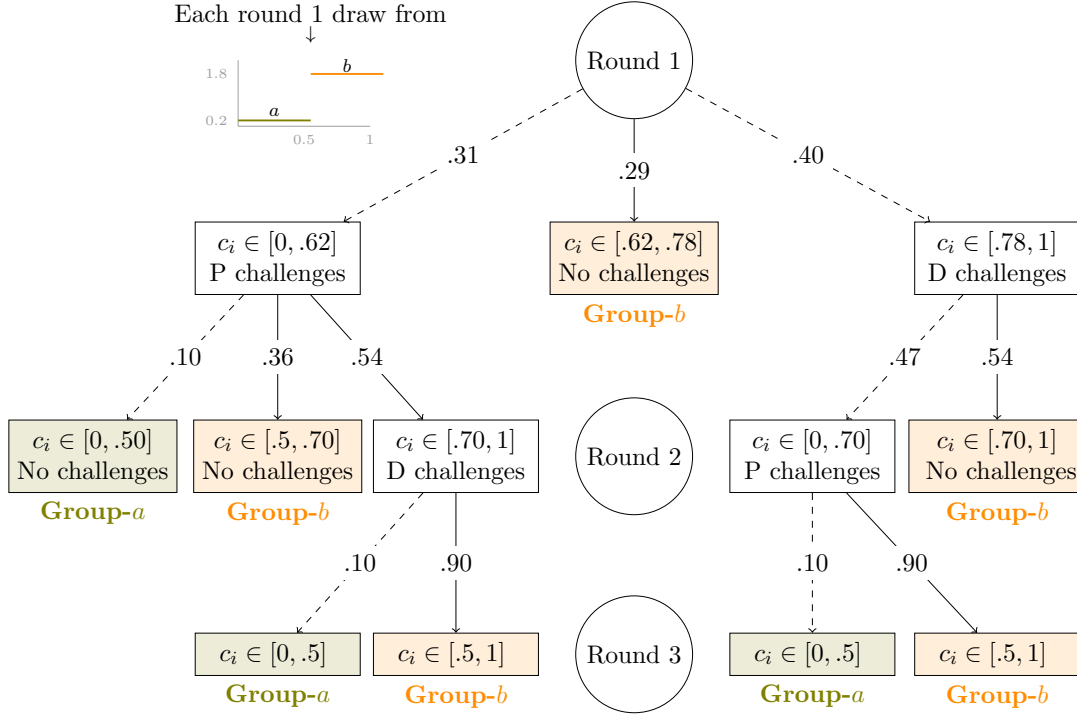 Each round 1 draw from
↓
1.8
b
a
0.2
0.5
1
Round 1
.31
.29
.40
c_i ∈ [0, .62]
P challenges
c_i ∈ [.62, .78]
No challenges
Group-b
c_i ∈ [.78, 1]
D challenges
.10
.36
.54
.47
.54
c_i ∈ [0, .50]
No challenges
Group-a
c_i ∈ [.5, .70]
No challenges
Group-b
c_i ∈ [.70, 1]
D challenges
Round 2
c_i ∈ [0, .70]
P challenges
c_i ∈ [.70, 1]
No challenges
Group-b
.10
.90
.10
.90
c_i ∈ [0, .5]
Group-a
c_i ∈ [.5, 1]
Group-b
Round 3
c_i ∈ [0, .5]
Group-a
c_i ∈ [.5, 1]
Group-b